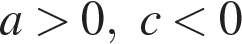 a > 0, c < 0